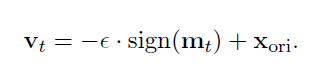 v_t = −ϵ · sign(m_t) + x_ori.